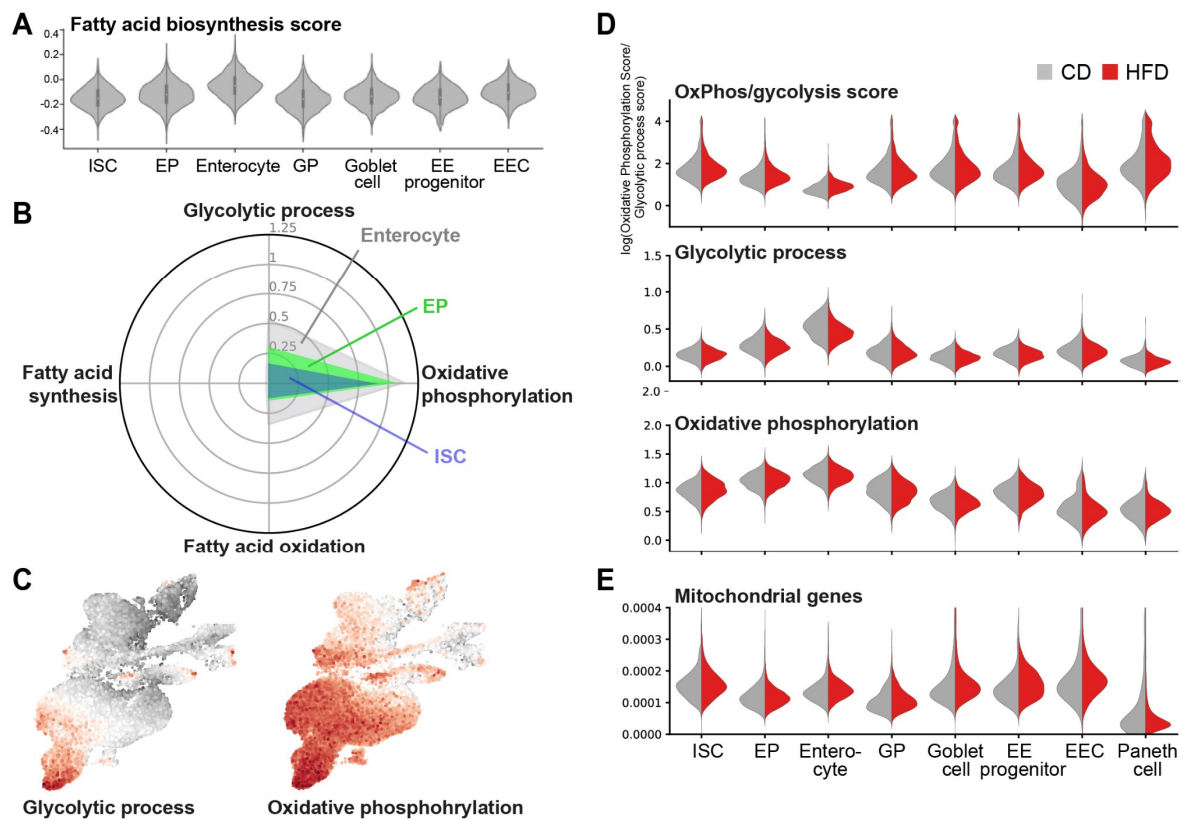 A
Fatty acid biosynthesis score
0.4
0.2
0.0
-0.2
-0.4
ISC EP Enterocyte GP Goblet cell EE progenitor EEC
B
Glycolytic process
1.25
1
0.75
0.5
0.25
Enterocyte
EP
Fatty acid
synthesis
Oxidative
phosphorylation
ISC
Fatty acid oxidation
C
Glycolytic process
Oxidative phosphohrylation
D
CD HFD
log(Oxidative Phosphorylation Score/
Glycolytic process score)
OxPhos/gycolysis score
4
2
0
Glycolytic process
1.5
1.0
0.5
0.0
2.0
Oxidative phosphorylation
2.0
1.5
1.0
0.5
0.0
E
Mitochondrial genes
0.0004
0.0003
0.0002
0.0001
0.0000
ISC EP Entero-
cyte GP Goblet
cell EE
progenitor EEC Paneth
cell